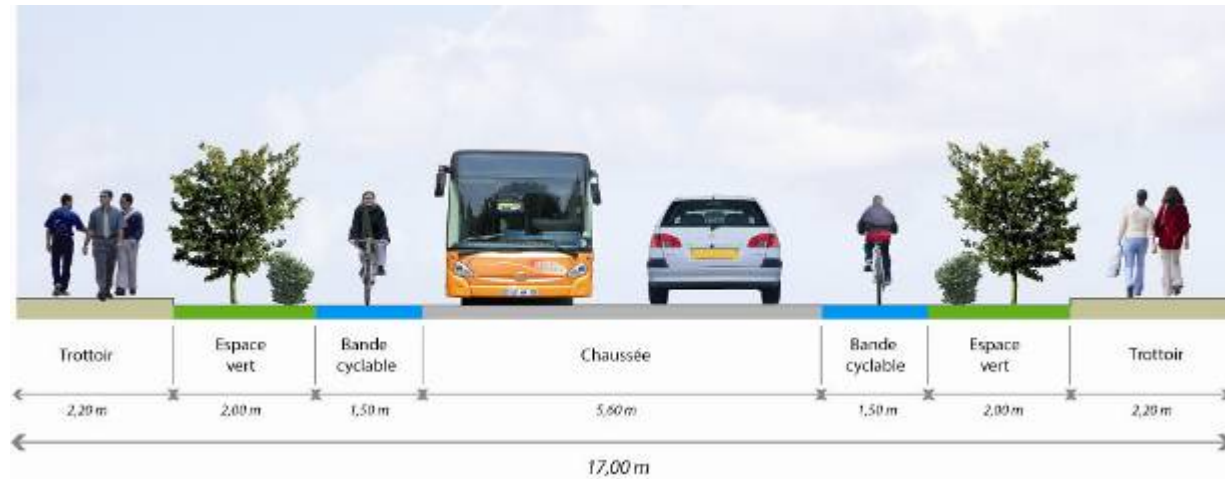 Trottoir
Espace
vert
Bande
cyclable
Chaussée
Bande
cyclable
Espace
vert
Trottoir
2,20 m
2,00 m
1,50 m
5,60 m
1,50 m
2,00 m
2,20 m
17,00 m